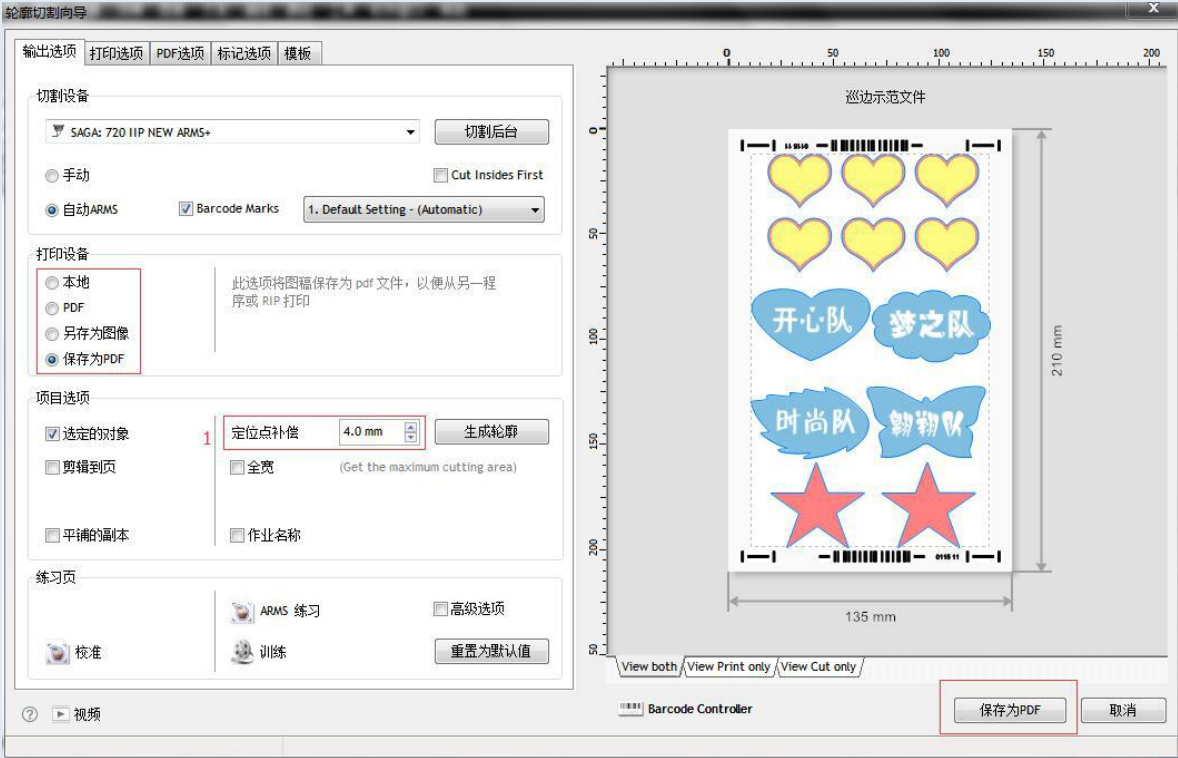 轮廓切割向导
X
输出选项 打印选项 PDF选项 标记选项 模板
切割设备
SAGA: 720 IIP NEW ARMS+
切割后台
手动
Cut Insides First
自动ARMS
Barcode Marks
1. Default Setting - (Automatic)
打印设备
本地
PDF
另存为图像
保存为PDF
此选项将图稿保存为 pdf 文件，以便从另一程
序或 RIP 打印
项目选项
选定的对象
1
定位点补偿
4.0 mm
生成轮廓
剪辑到页
全宽
(Get the maximum cutting area)
平铺的副本
作业名称
练习页
ARMS 练习
高级选项
校准
训练
重置为默认值
? 视频
0 50 100 150 200
0
50
100
150
200
50
巡边示范文件
开心队
梦之队
时尚队
翱翔队
0115 11
210 mm
135 mm
View both View Print only View Cut only
Barcode Controller
保存为PDF
取消